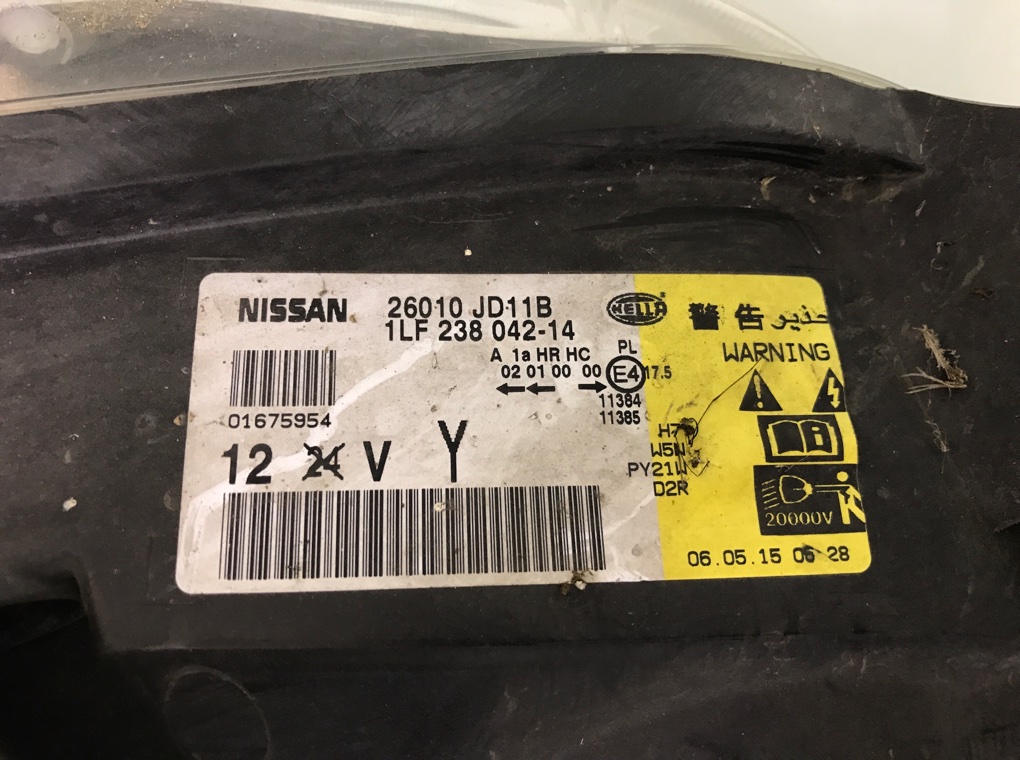 NISSAN 26010 JD11B
1LF 238 042-14
HELLA
警告
WARNING
A 1a HR HC
02 01 00 00
PL
E4
17.5
11384
11385
01675954
12 24 V Y
H7
W5W
PY21W
D2R
20000V
06.05.15 06 28